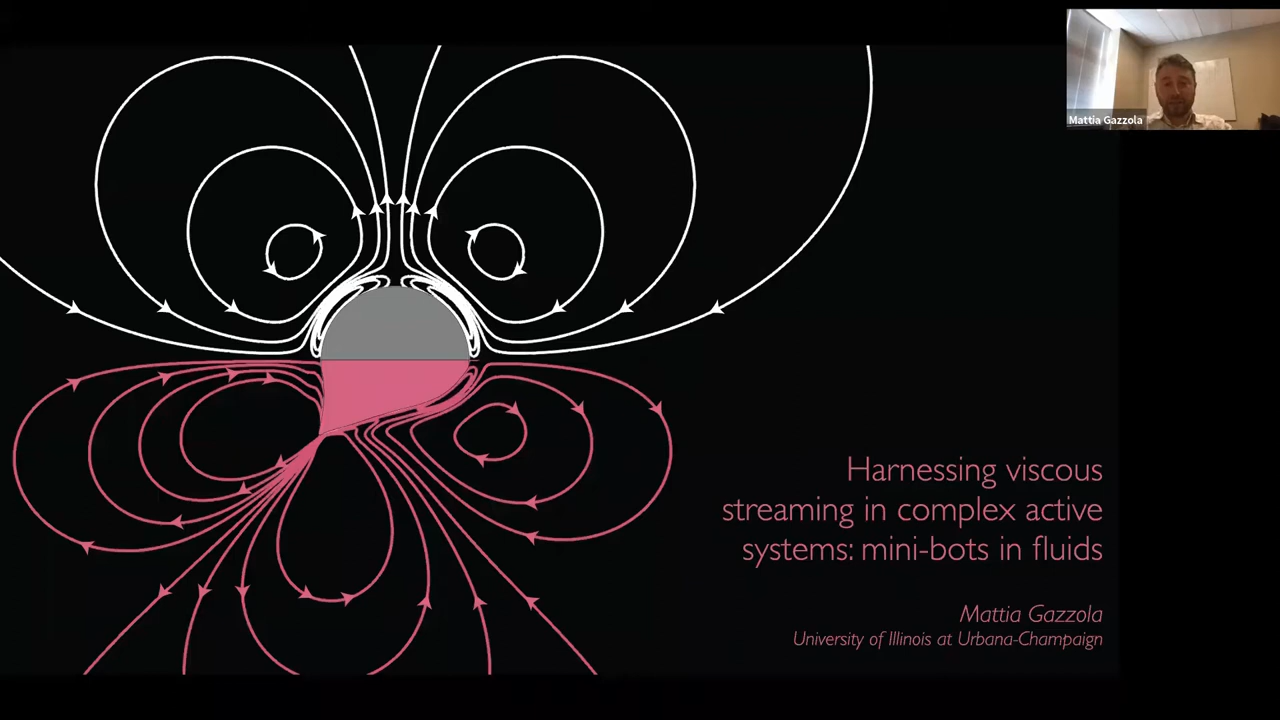 Mattia Gazzola
Harnessing viscous
streaming in complex active
systems: mini-bots in fluids
Mattia Gazzola
University of Illinois at Urbana-Champaign